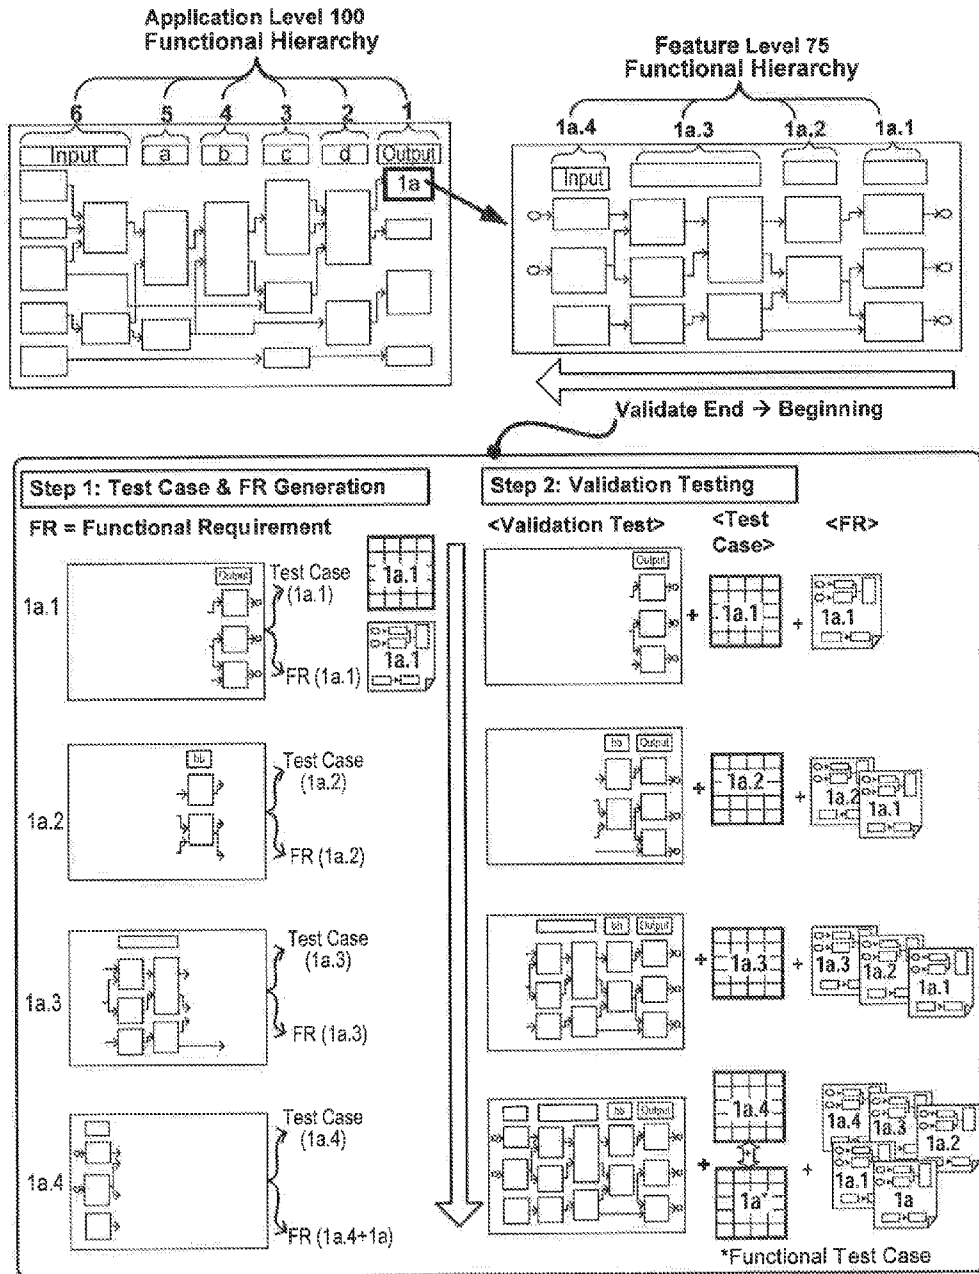 Application Level 100
Functional Hierarchy
6 5 4 3 2 1
Input a b c d Output
1a
Feature Level 75
Functional Hierarchy
1a.4 1a.3 1a.2 1a.1
Input
Validate End → Beginning
Step 1: Test Case & FR Generation
FR = Functional Requirement
1a.1
Output
Test Case
(1a.1)
FR (1a.1)
1a.1
1a.1
1a.2
bb
Test Case
(1a.2)
FR (1a.2)
1a.3
Test Case
(1a.3)
FR (1a.3)
1a.4
Test Case
(1a.4)
FR (1a.4+1a)
Step 2: Validation Testing
<Validation Test> <Test
Case> <FR>
Output
+ 1a.1 + 1a.1
bb Output
+ 1a.2 + 1a.2 1a.1
bb Output
+ 1a.3 + 1a.3 1a.2 1a.1
bb Output
+ 1a.4 + 1a.4 1a.3 1a.2
1a* 1a.1 1a
*Functional Test Case